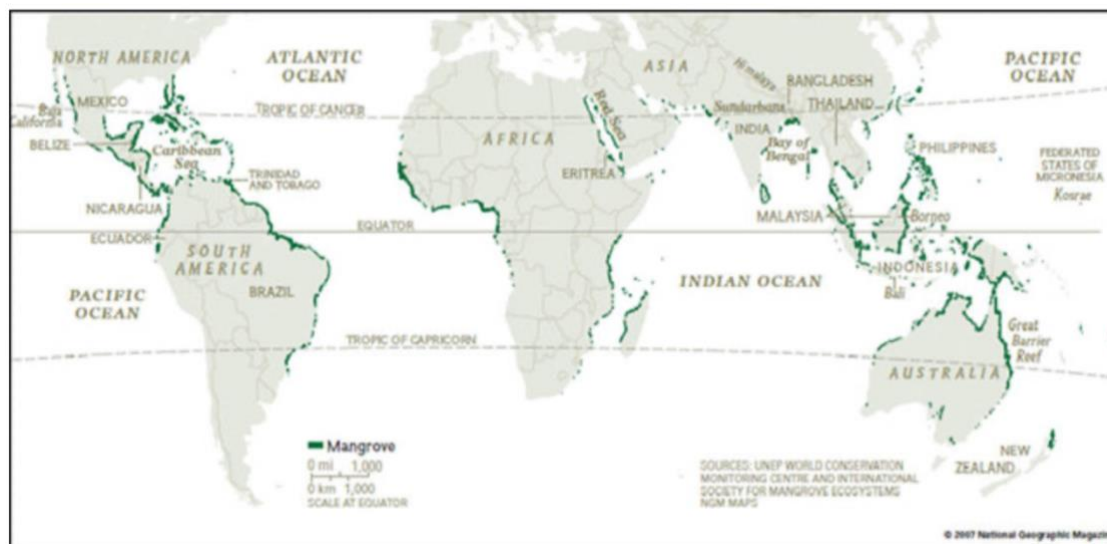 NORTH AMERICA
ATLANTIC
OCEAN
ASIA
Himalaya
PACIFIC
OCEAN
BANGLADESH
MEXICO
Baja
California
TROPIC OF CANCER
Red Sea
Sundarbans
THAILAND
BELIZE
Caribbean
Sea
AFRICA
INDIA
Bay of
Bengal
PHILIPPINES
FEDERATED
STATES OF
MICRONESIA
Kosrae
TRINIDAD
AND TOBAGO
ERITREA
NICARAGUA
MALAYSIA
Borneo
ECUADOR
EQUATOR
SOUTH
AMERICA
INDONESIA
BRAZIL
INDIAN OCEAN
Bali
PACIFIC
OCEAN
TROPIC OF CAPRICORN
Great
Barrier
Reef
AUSTRALIA
Mangrove
0 mi 1,000
0 km 1,000
SCALE AT EQUATOR
NEW
ZEALAND
SOURCES: UNEP WORLD CONSERVATION
MONITORING CENTRE AND INTERNATIONAL
SOCIETY FOR MANGROVE ECOSYSTEMS
NGM MAPS
© 2007 National Geographic Magazin